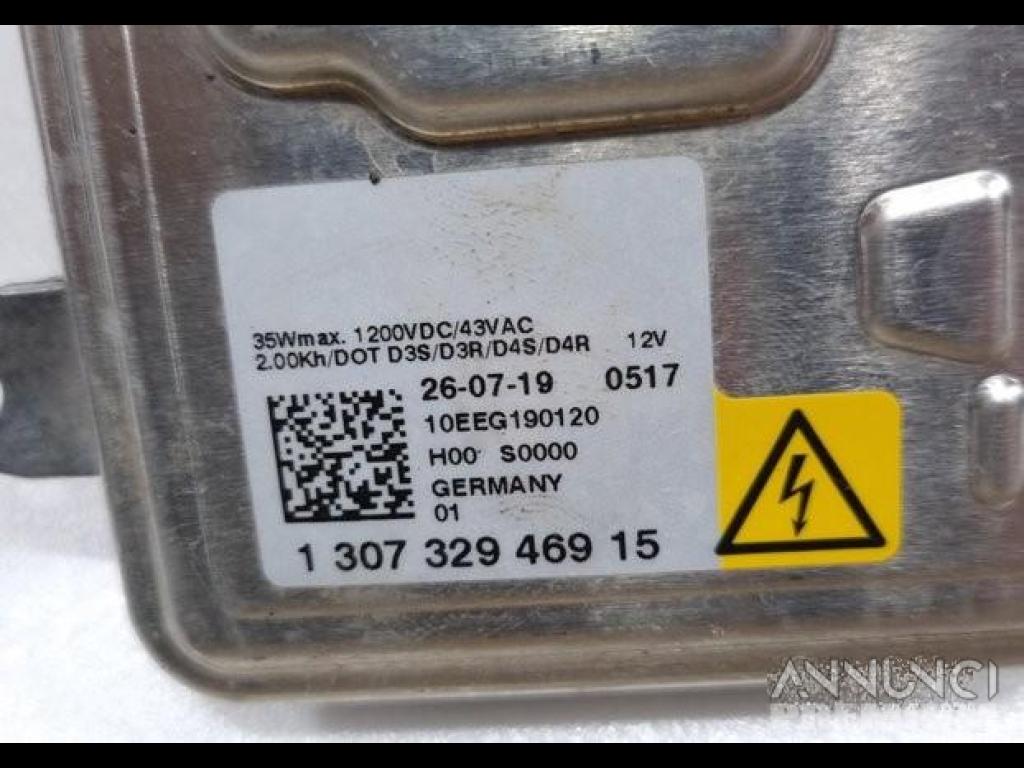 35Wmax. 1200VDC/43VAC
2.00Kh/DOT D3S/D3R/D4S/D4R 12V
26-07-19 0517
10EEG190120
H00 S0000
GERMANY
01
1 307 329 469 15
ANNUNCI